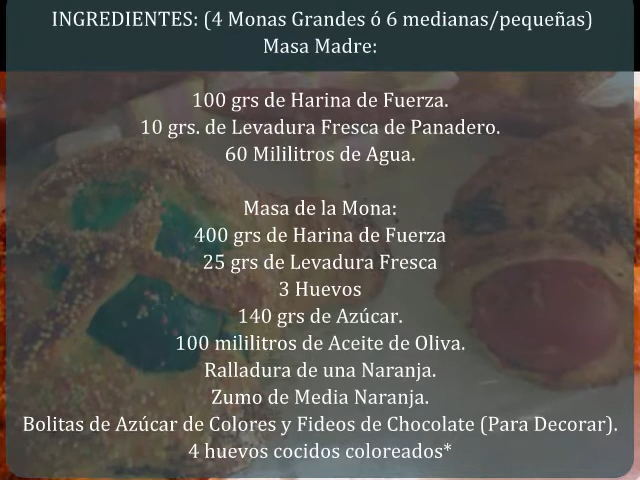 INGREDIENTES: (4 Monas Grandes ó 6 medianas/pequeñas)
Masa Madre:
100 grs de Harina de Fuerza.
10 grs. de Levadura Fresca de Panadero.
60 Mililitros de Agua.
Masa de la Mona:
400 grs de Harina de Fuerza
25 grs de Levadura Fresca
3 Huevos
140 grs de Azúcar.
100 mililitros de Aceite de Oliva.
Ralladura de una Naranja.
Zumo de Media Naranja.
Bolitas de Azúcar de Colores y Fideos de Chocolate (Para Decorar).
4 huevos cocidos coloreados*